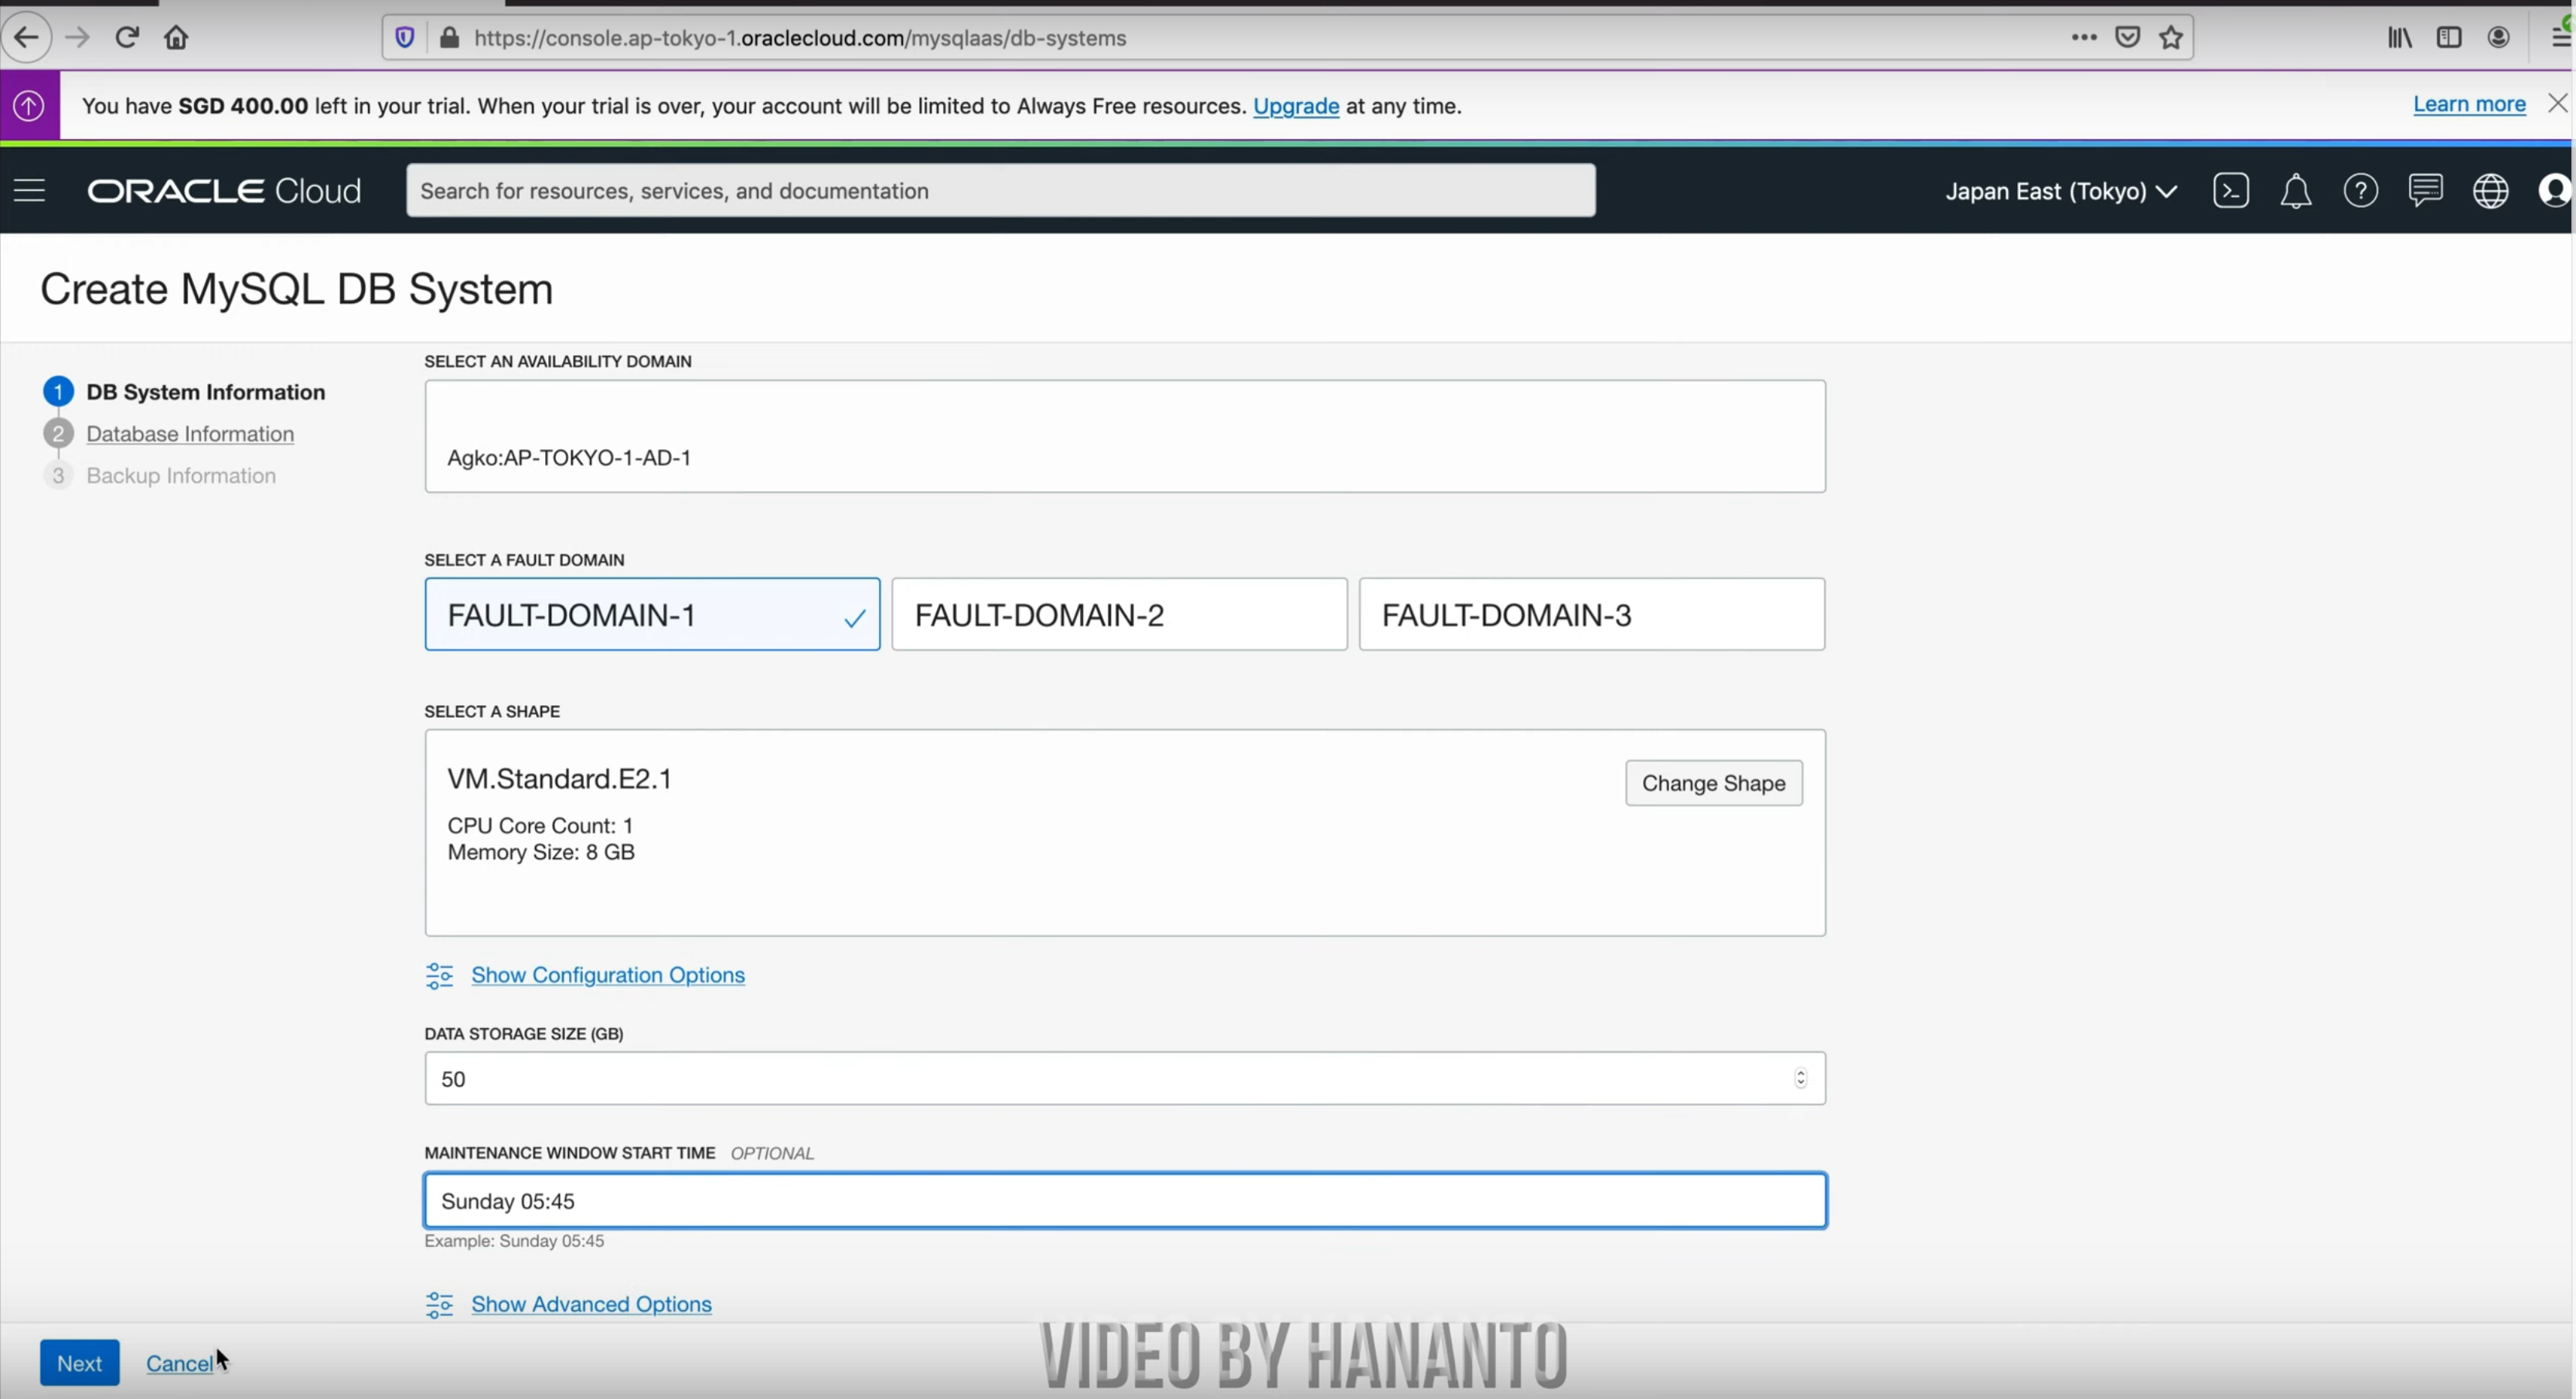 https://console.ap-tokyo-1.oraclecloud.com/mysqlaas/db-systems
You have SGD 400.00 left in your trial. When your trial is over, your account will be limited to Always Free resources. Upgrade at any time.
Learn more
ORACLE Cloud
Search for resources, services, and documentation
Japan East (Tokyo)
Create MySQL DB System
1 DB System Information
2 Database Information
3 Backup Information
SELECT AN AVAILABILITY DOMAIN
Agko:AP-TOKYO-1-AD-1
SELECT A FAULT DOMAIN
FAULT-DOMAIN-1
FAULT-DOMAIN-2
FAULT-DOMAIN-3
SELECT A SHAPE
VM.Standard.E2.1
Change Shape
CPU Core Count: 1
Memory Size: 8 GB
Show Configuration Options
DATA STORAGE SIZE (GB)
50
MAINTENANCE WINDOW START TIME OPTIONAL
Sunday 05:45
Example: Sunday 05:45
Show Advanced Options
Next
Cancel
VIDEO BY HANANTO